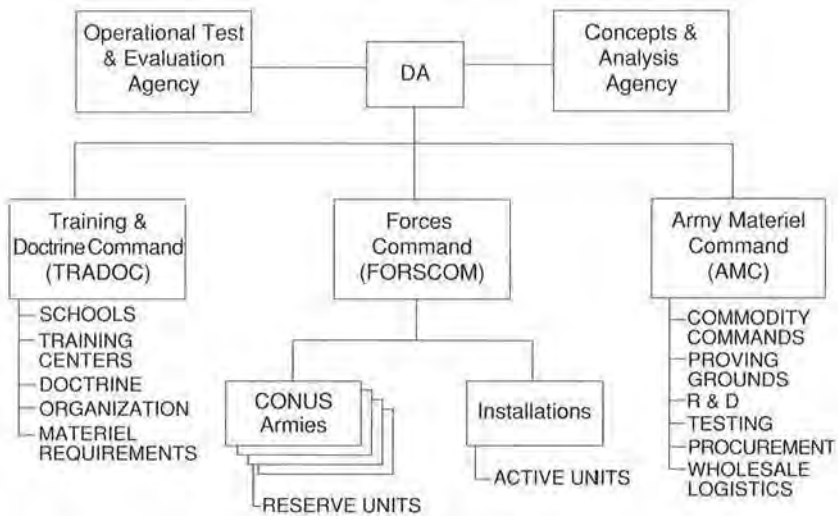 Operational Test
& Evaluation
Agency
DA
Concepts &
Analysis
Agency
Training &
Doctrine Command
(TRADOC)
SCHOOLS
TRAINING
CENTERS
DOCTRINE
ORGANIZATION
MATERIEL
REQUIREMENTS
Forces
Command
(FORSCOM)
CONUS
Armies
RESERVE UNITS
Installations
ACTIVE UNITS
Army Materiel
Command
(AMC)
COMMODITY
COMMANDS
PROVING
GROUNDS
R & D
TESTING
PROCUREMENT
WHOLESALE
LOGISTICS